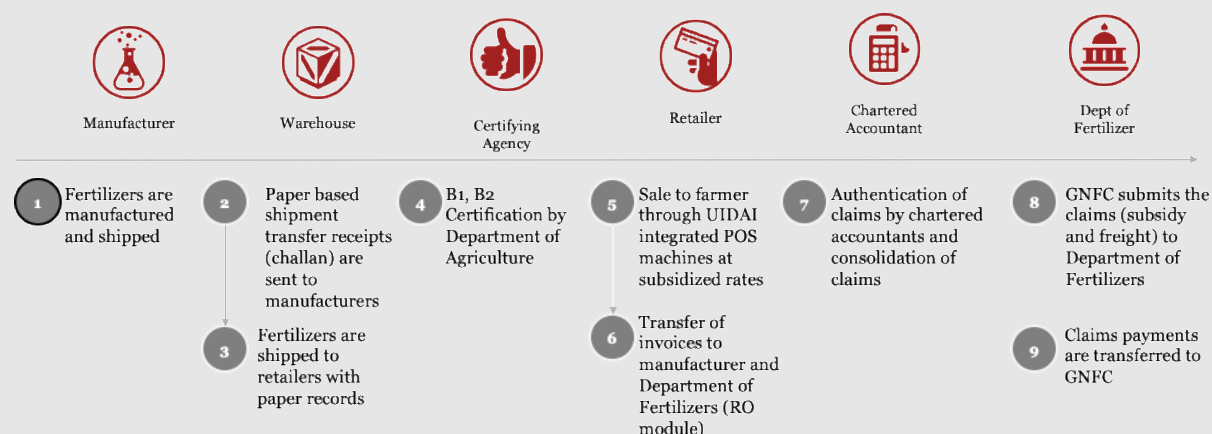 Manufacturer
Warehouse
Certifying
Agency
Retailer
Chartered
Accountant
Dept of
Fertilizer
1
Fertilizers are
manufactured
and shipped
2
Paper based
shipment
transfer receipts
(challan) are
sent to
manufacturers
3
Fertilizers are
shipped to
retailers with
paper records
4
B1, B2
Certification by
Department of
Agriculture
5
Sale to farmer
through UIDAI
integrated POS
machines at
subsidized rates
6
Transfer of
invoices to
manufacturer and
Department of
Fertilizers (RO
module)
7
Authentication of
claims by chartered
accountants and
consolidation of
claims
8
GNFC submits the
claims (subsidy
and freight) to
Department of
Fertilizers
9
Claims payments
are transferred to
GNFC